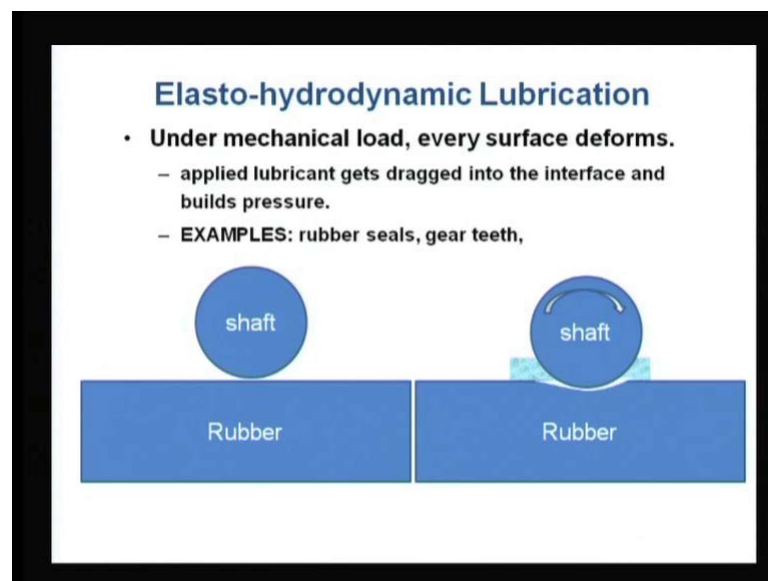 Elasto-hydrodynamic Lubrication
• Under mechanical load, every surface deforms.
– applied lubricant gets dragged into the interface and
builds pressure.
– EXAMPLES: rubber seals, gear teeth,
shaft
shaft
Rubber
Rubber